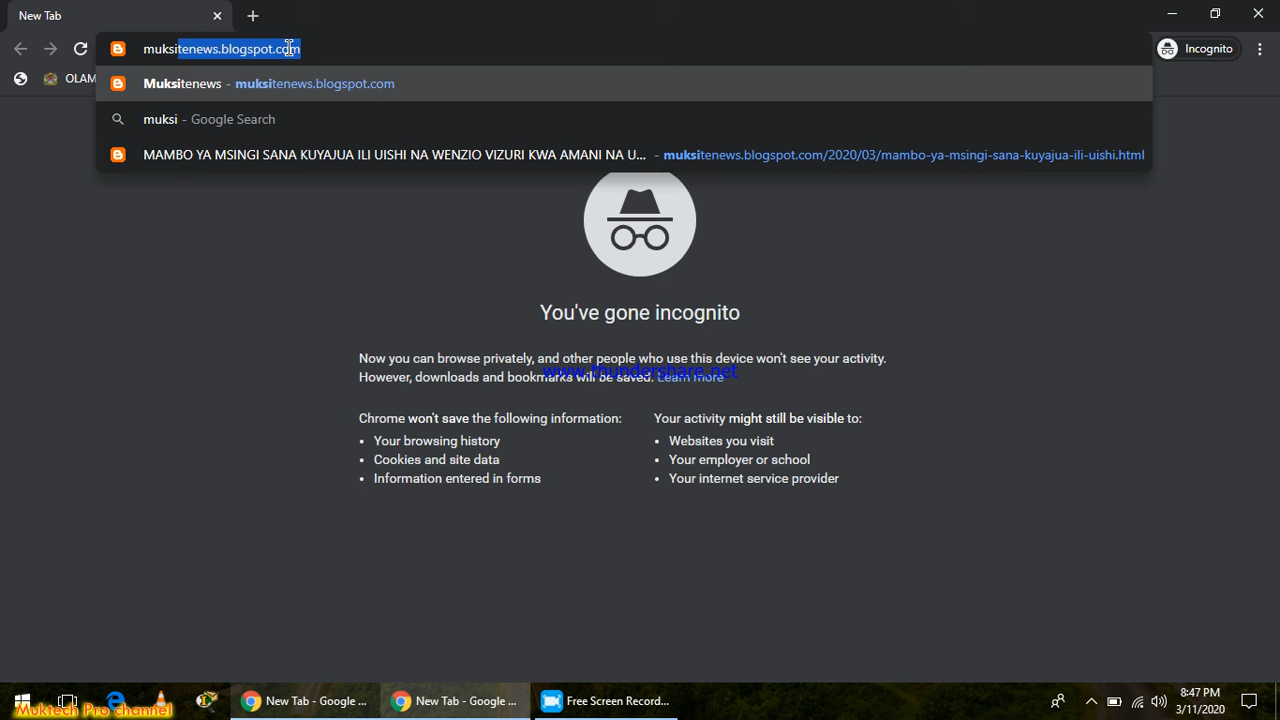 New Tab
muksitenews.blogspot.com
Incognito
OLAM
Muksitenews - muksitenews.blogspot.com
muksi - Google Search
MAMBO YA MSINGI SANA KUYAJUA ILI UISHI NA WENZIO VIZURI KWA AMANI NA U... - muksitenews.blogspot.com/2020/03/mambo-ya-msingi-sana-kuyajua-ili-uishi.html
You've gone incognito
Now you can browse privately, and other people who use this device won't see your activity.
www.thundershare.net
However, downloads and bookmarks will be saved. Learn more
Chrome won't save the following information:
• Your browsing history
• Cookies and site data
• Information entered in forms
Your activity might still be visible to:
• Websites you visit
• Your employer or school
• Your internet service provider
New Tab - Google ...
New Tab - Google ...
Free Screen Record...
8:47 PM
3/11/2020
Muktech Pro channel